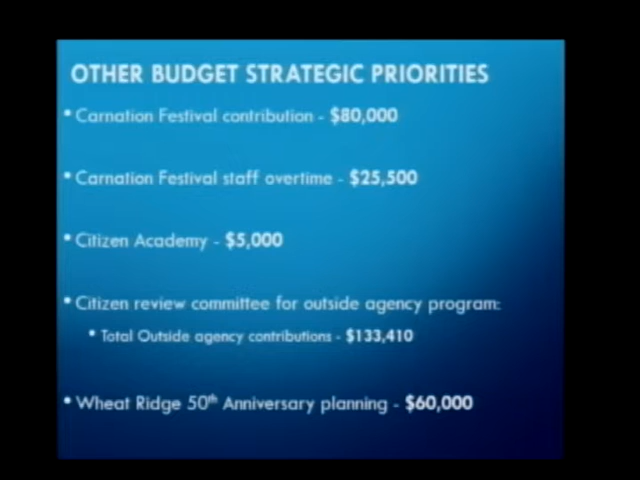 OTHER BUDGET STRATEGIC PRIORITIES
• Carnation Festival contribution - $80,000
• Carnation Festival staff overtime - $25,500
• Citizen Academy - $5,000
• Citizen review committee for outside agency program:
• Total Outside agency contributions - $133,410
• Wheat Ridge 50th Anniversary planning - $60,000